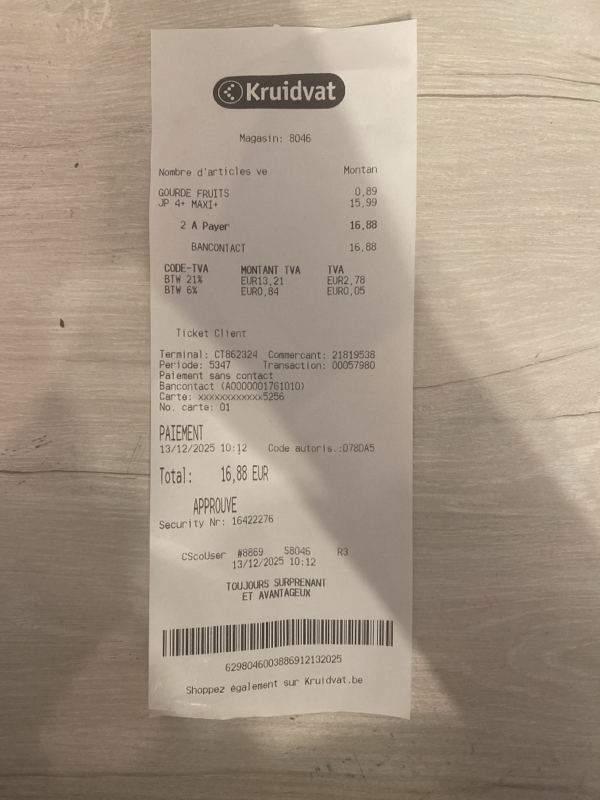 Kruidvat
Magasin: 8046
Nombre d'articles ve Montan
GOURDE FRUITS 0,89
JP 4+ MAXI+ 15,99
2 A Payer 16,88
BANCONTACT 16,88
CODE-TVA MONTANT TVA TVA
BTW 21% EUR13,21 EUR2,78
BTW 6% EUR0,84 EUR0,05
Ticket Client
Terminal: CT862324 Commercant: 21819538
Periode: 5347 Transaction: 00057980
Paiement sans contact
Bancontact (A0000001761010)
Carte: xxxxxxxxxxxx5256
No. carte: 01
PAIEMENT
13/12/2025 10:12 Code autoris.:078DA5
Total: 16,88 EUR
APPROUVE
Security Nr: 16422276
CScoUser #8869 S8046 R3
13/12/2025 10:12
TOUJOURS SURPRENANT
ET AVANTAGEUX
6298046003886912132025
Shoppez également sur Kruidvat.be